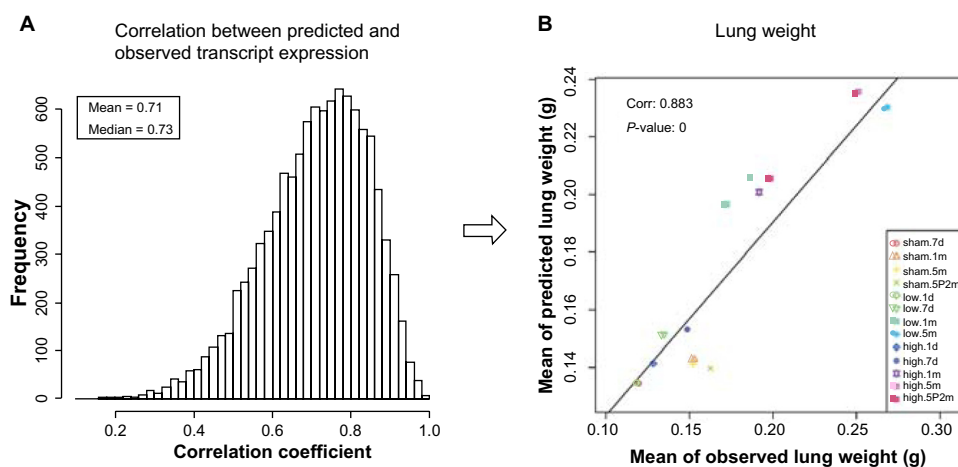 A
Correlation between predicted and
observed transcript expression
Mean = 0.71
Median = 0.73
Frequency
600
500
400
300
200
100
0
0.2 0.4 0.6 0.8 1.0
Correlation coefficient
B
Lung weight
Corr: 0.883
P-value: 0
Mean of predicted lung weight (g)
0.24
0.22
0.20
0.18
0.16
0.14
0.10 0.15 0.20 0.25 0.30
Mean of observed lung weight (g)
sham.7d
sham.1m
sham.5m
sham.5P2m
low.1d
low.7d
low.1m
low.5m
high.1d
high.7d
high.1m
high.5m
high.5P2m